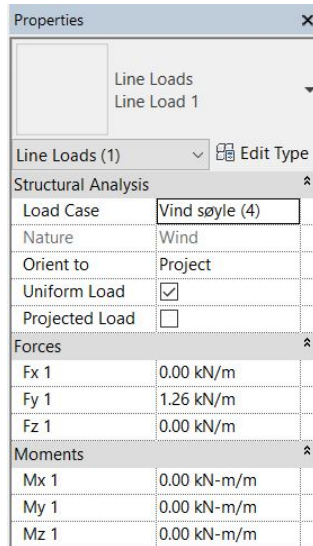 Properties
Line Loads
Line Load 1
Line Loads (1) Edit Type
Structural Analysis
Load Case Vind søyle (4)
Nature Wind
Orient to Project
Uniform Load
Projected Load
Forces
Fx 1 0.00 kN/m
Fy 1 1.26 kN/m
Fz 1 0.00 kN/m
Moments
Mx 1 0.00 kN-m/m
My 1 0.00 kN-m/m
Mz 1 0.00 kN-m/m